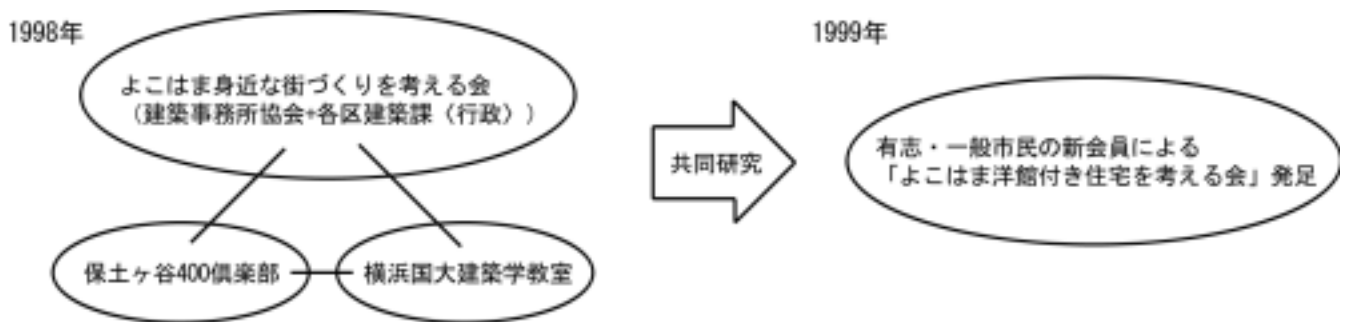 1998年
よこはま身近な街づくりを考える会
（建築事務所協会+各区建築課〈行政〉）
保土ヶ谷400倶楽部
横浜国大建築学教室
共同研究
1999年
有志・一般市民の新会員による
「よこはま洋館付き住宅を考える会」発足